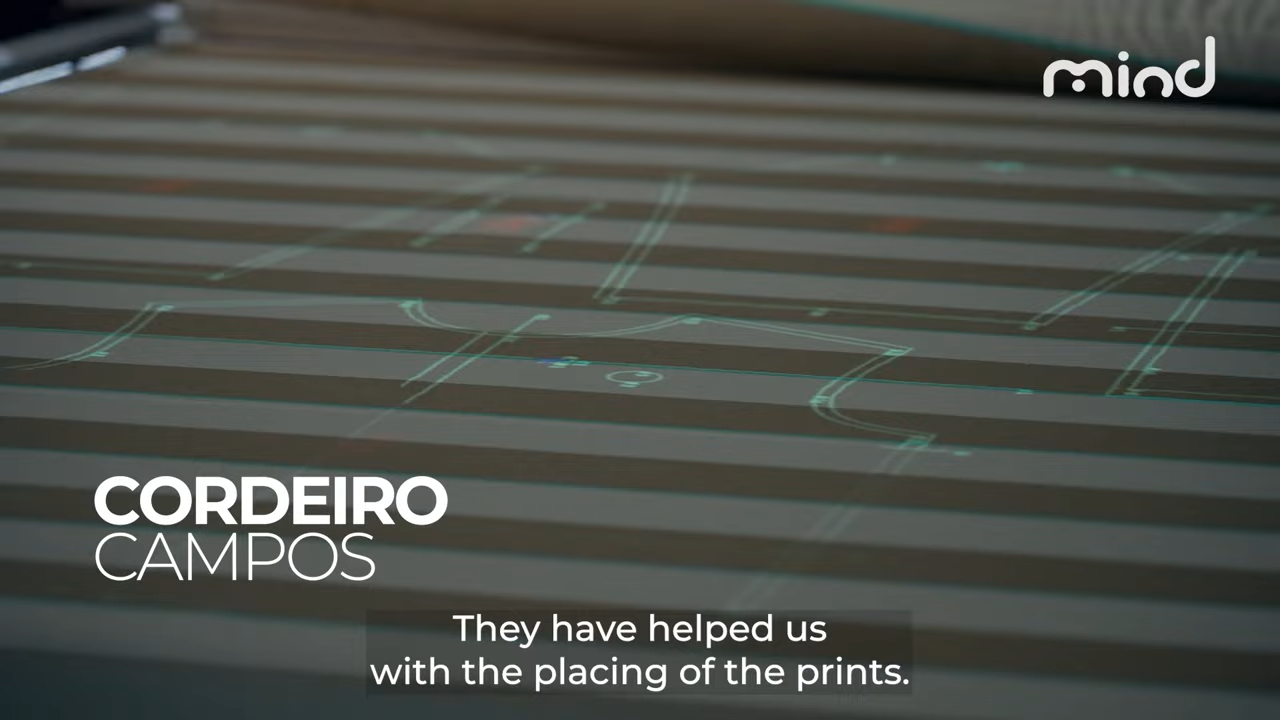 mind
CORDEIRO
CAMPOS
They have helped us
with the placing of the prints.